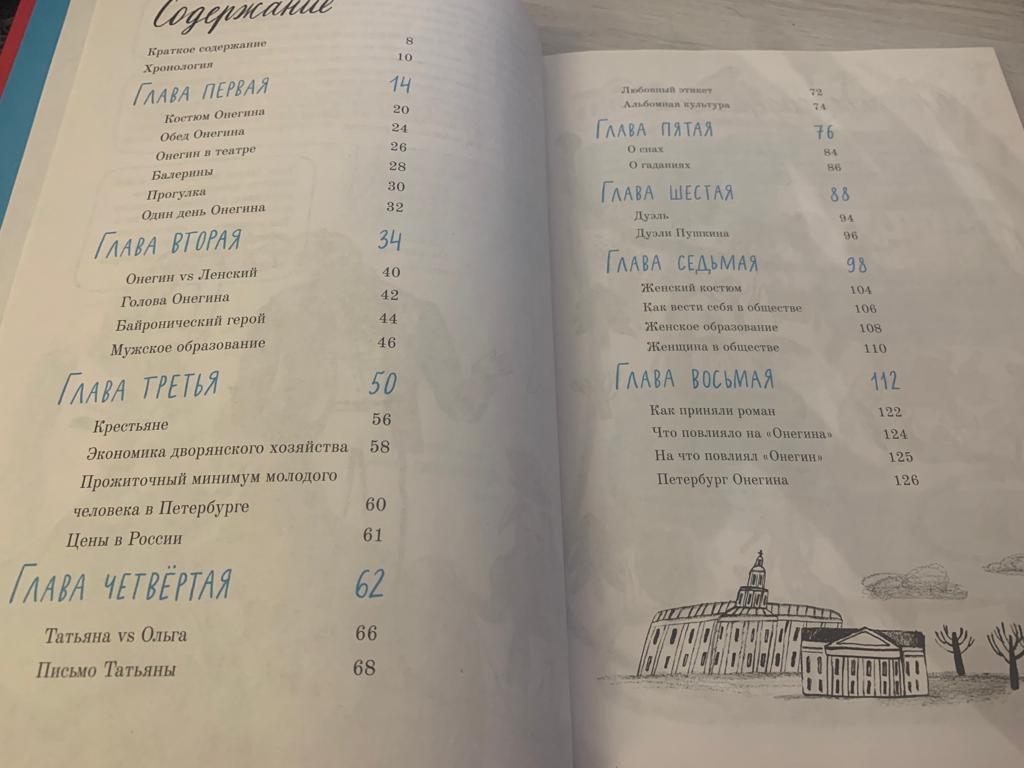 Содержание
Краткое содержание 8
Хронология 10
Глава первая 14
Костюм Онегина 20
Обед Онегина 24
Онегин в театре 26
Балерины 28
Прогулка 30
Один день Онегина 32
Глава вторая 34
Онегин vs Ленский 40
Голова Онегина 42
Байронический герой 44
Мужское образование 46
Глава третья 50
Крестьяне 56
Экономика дворянского хозяйства 58
Прожиточный минимум молодого
человека в Петербурге 60
Цены в России 61
Глава четвёртая 62
Татьяна vs Ольга 66
Письмо Татьяны 68
Любовный этикет 72
Альбомная культура 74
Глава пятая 76
О снах 84
О гаданиях 86
Глава шестая 88
Дуэль 94
Дуэли Пушкина 96
Глава седьмая 98
Женский костюм 104
Как вести себя в обществе 106
Женское образование 108
Женщина в обществе 110
Глава восьмая 112
Как приняли роман 122
Что повлияло на «Онегина» 124
На что повлиял «Онегин» 125
Петербург Онегина 126